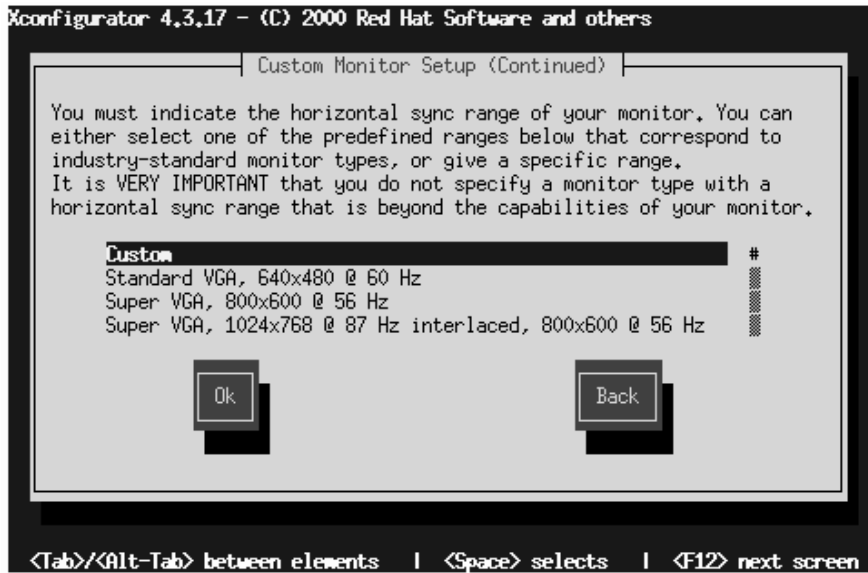 Xconfigurator 4.3.17 - (C) 2000 Red Hat Software and others
Custom Monitor Setup (Continued)
You must indicate the horizontal sync range of your monitor. You can
either select one of the predefined ranges below that correspond to
industry-standard monitor types, or give a specific range.
It is VERY IMPORTANT that you do not specify a monitor type with a
horizontal sync range that is beyond the capabilities of your monitor.
Custom #
Standard VGA, 640x480 @ 60 Hz
Super VGA, 800x600 @ 56 Hz
Super VGA, 1024x768 @ 87 Hz interlaced, 800x600 @ 56 Hz
Ok Back
<Tab>/<Alt-Tab> between elements | <Space> selects | <F12> next screen